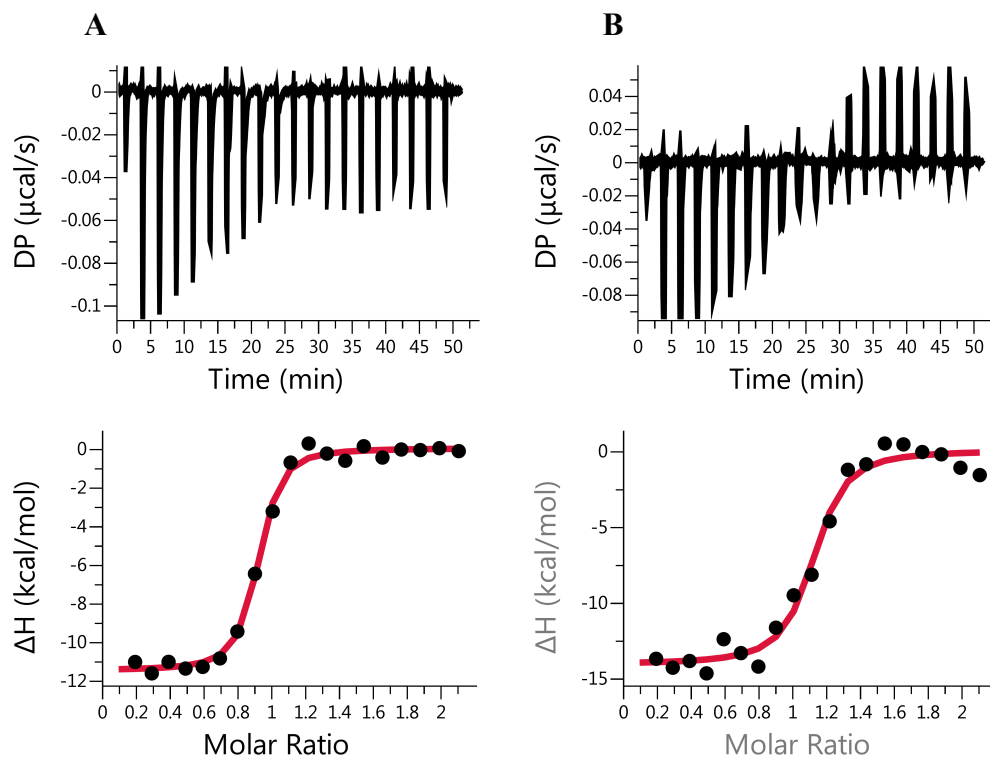 A
B
DP (μcal/s)
0
-0.02
-0.04
-0.06
-0.08
-0.1
0 5 10 15 20 25 30 35 40 45 50
Time (min)
DP (μcal/s)
0.04
0.02
0
-0.02
-0.04
-0.06
-0.08
0 5 10 15 20 25 30 35 40 45 50
Time (min)
ΔH (kcal/mol)
0
-2
-4
-6
-8
-10
-12
0 0.2 0.4 0.6 0.8 1 1.2 1.4 1.6 1.8 2
Molar Ratio
ΔH (kcal/mol)
0
-5
-10
-15
0 0.2 0.4 0.6 0.8 1 1.2 1.4 1.6 1.8 2
Molar Ratio